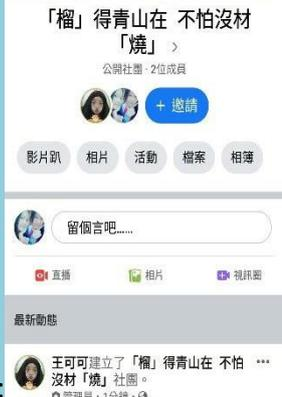 「榴」得青山在 不怕沒材
「燒」 >
公開社團·2位成員
+ 邀請
影片趴 相片 活動 檔案 相簿
留個言吧......
直播 相片 視訊圈
最新動態
王可可建立了「榴」得青山在 不怕
沒材「燒」社團。
管理員·1分鐘·